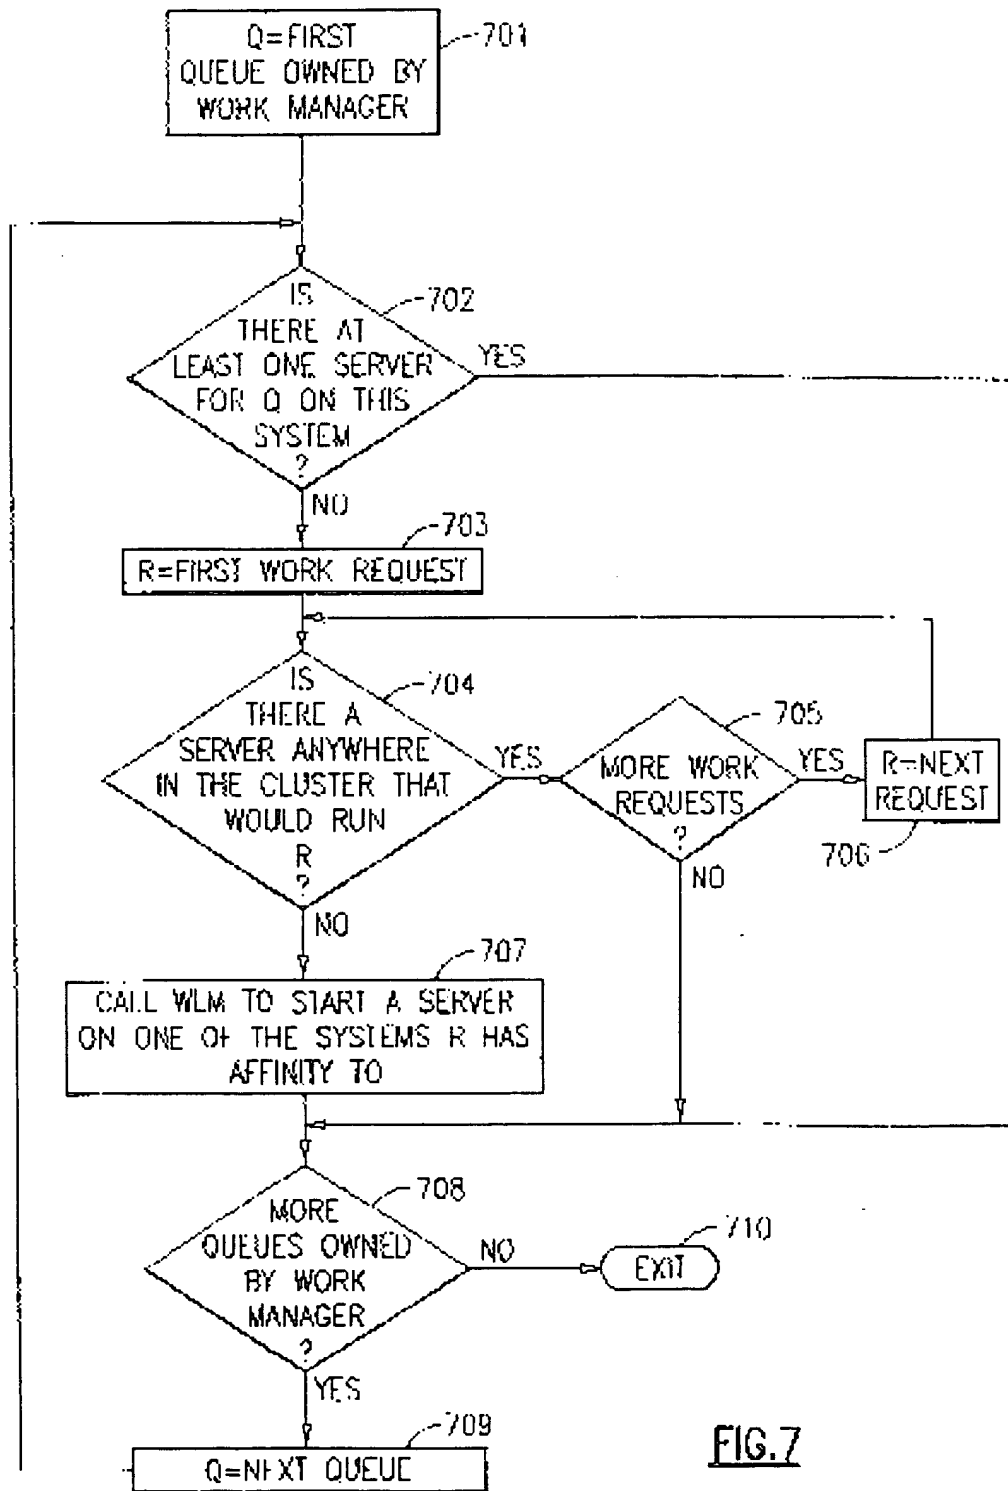 Q=FIRST
QUEUE OWNED BY
WORK MANAGER
701
IS
THERE AT
LEAST ONE SERVER
FOR Q ON THIS
SYSTEM
?
702
YES
NO
703
R=FIRST WORK REQUEST
IS
THERE A
SERVER ANYWHERE
IN THE CLUSTER THAT
WOULD RUN
R
?
704
YES
NO
705
MORE WORK
REQUESTS
?
YES
NO
R=NEXT
REQUEST
706
707
CALL WLM TO START A SERVER
ON ONE OF THE SYSTEMS R HAS
AFFINITY TO
708
MORE
QUEUES OWNED
BY WORK
MANAGER
?
NO
710
EXIT
YES
709
Q=NEXT QUEUE
FIG.7